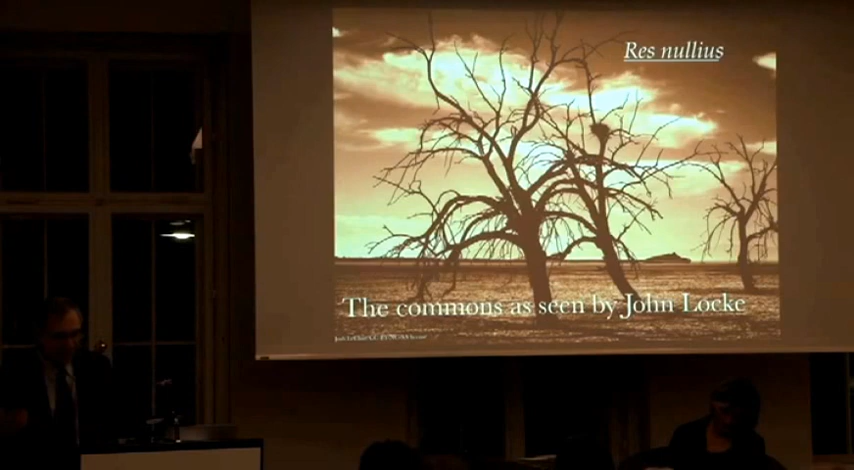 Res nullius
The commons as seen by John Locke